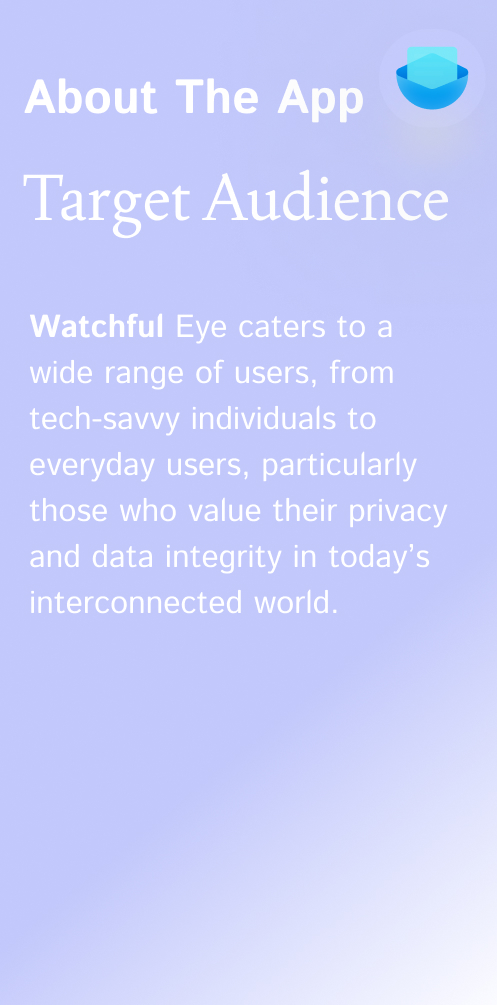 About The App
Target Audience
Watchful Eye caters to a
wide range of users, from
tech-savvy individuals to
everyday users, particularly
those who value their privacy
and data integrity in today’s
interconnected world.